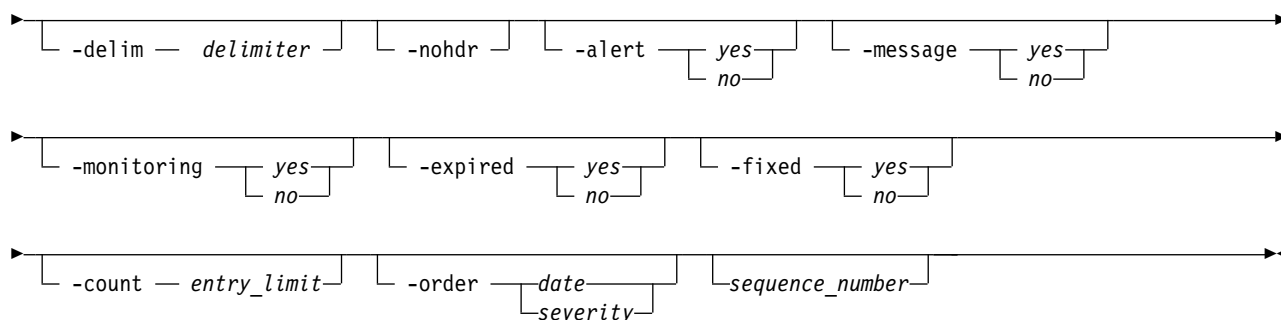 -delim delimiter -nohdr -alert yes -message yes
no no
-monitoring yes -expired yes -fixed yes
no no no
-count entry_limit -order date sequence_number
severity